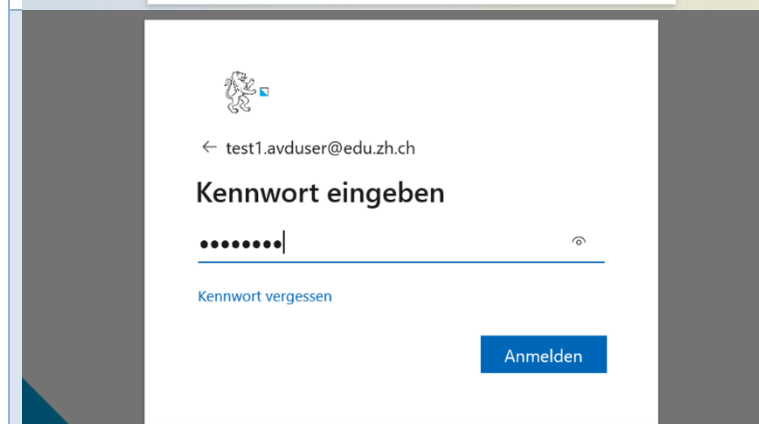 ← test1.avduser@edu.zh.ch
Kennwort eingeben
••••••••
Kennwort vergessen
Anmelden